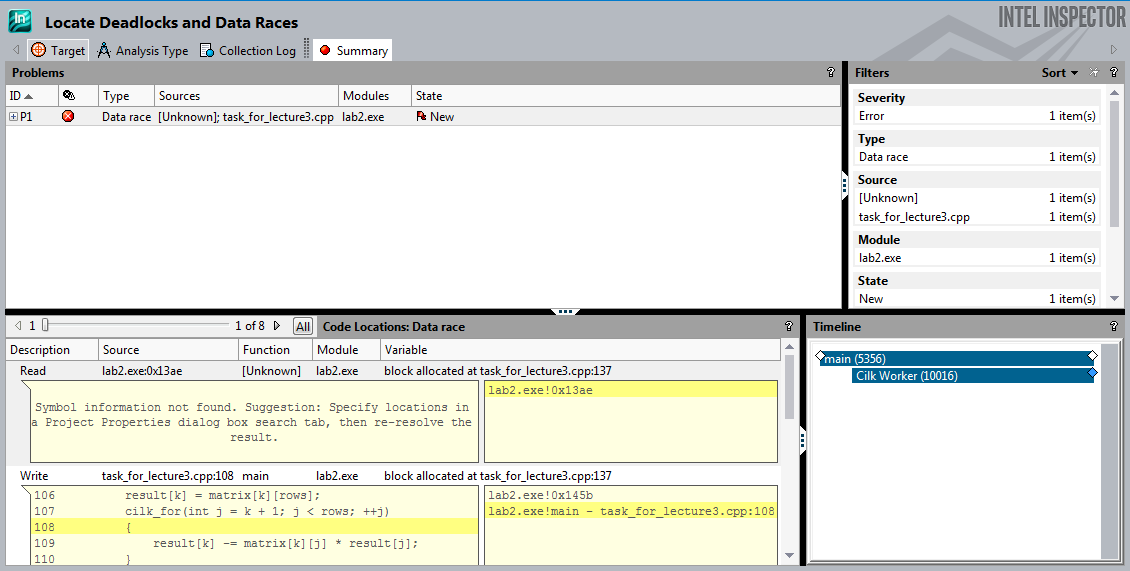 Locate Deadlocks and Data Races
INTEL INSPECTOR
Target Analysis Type Collection Log Summary
Problems ?
ID Type Sources Modules State
P1 Data race [Unknown]; task_for_lecture3.cpp lab2.exe New
Filters Sort ?
Severity
Error 1 item(s)
Type
Data race 1 item(s)
Source
[Unknown] 1 item(s)
task_for_lecture3.cpp 1 item(s)
Module
lab2.exe 1 item(s)
State
New 1 item(s)
1 1 of 8 All Code Locations: Data race ?
Description Source Function Module Variable
Read lab2.exe:0x13ae [Unknown] lab2.exe block allocated at task_for_lecture3.cpp:137
Symbol information not found. Suggestion: Specify locations in
a Project Properties dialog box search tab, then re-resolve the
result.
lab2.exe!0x13ae
Write task_for_lecture3.cpp:108 main lab2.exe block allocated at task_for_lecture3.cpp:137
106 result[k] = matrix[k][rows];
107 cilk_for(int j = k + 1; j < rows; ++j)
108 {
109 result[k] -= matrix[k][j] * result[j];
110 }
lab2.exe!0x145b
lab2.exe!main - task_for_lecture3.cpp:108
Timeline ?
main (5356)
Cilk Worker (10016)